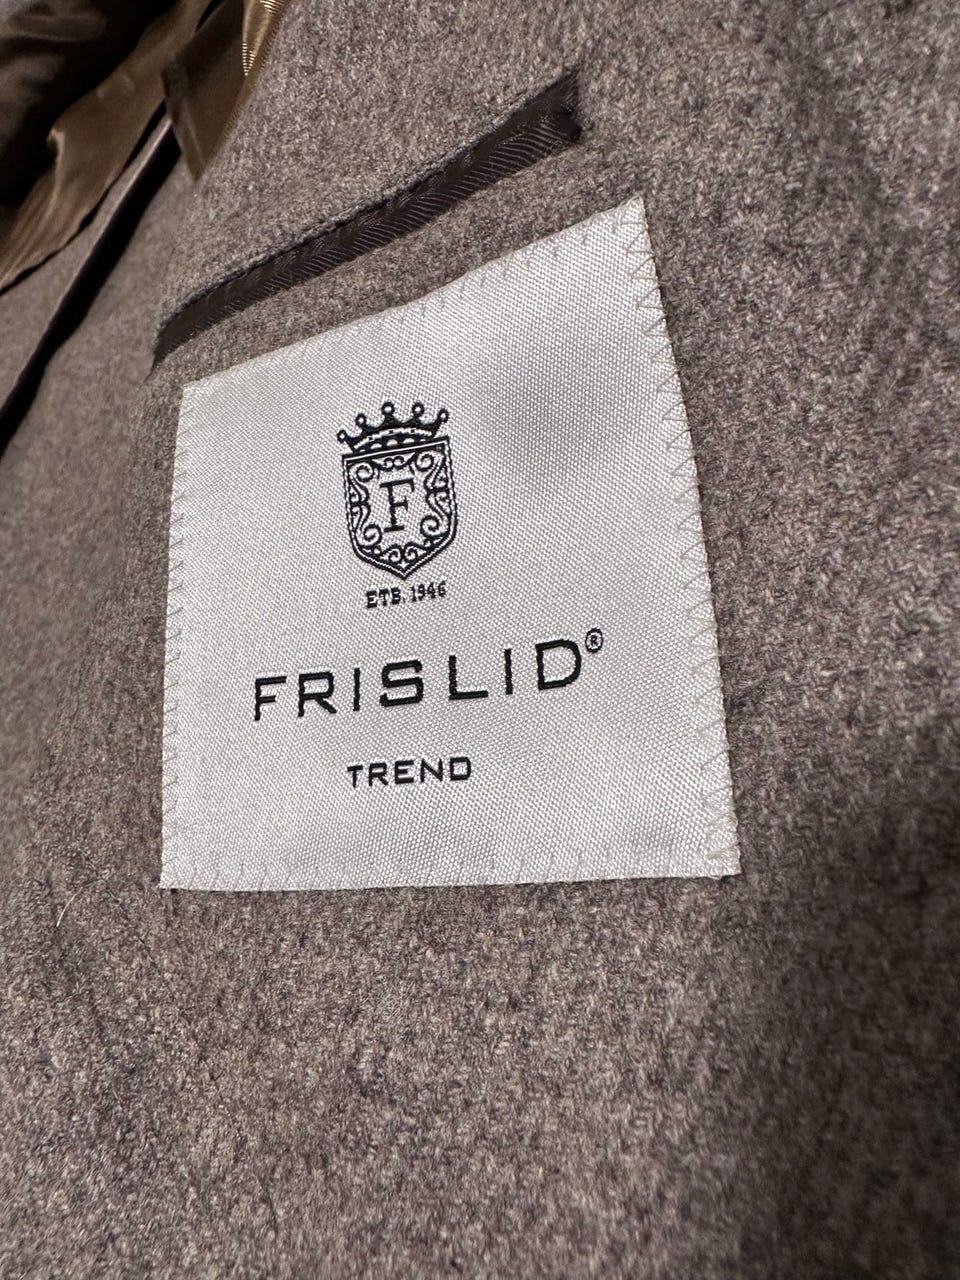 F
ETB. 1946
FRISLID®
TREND